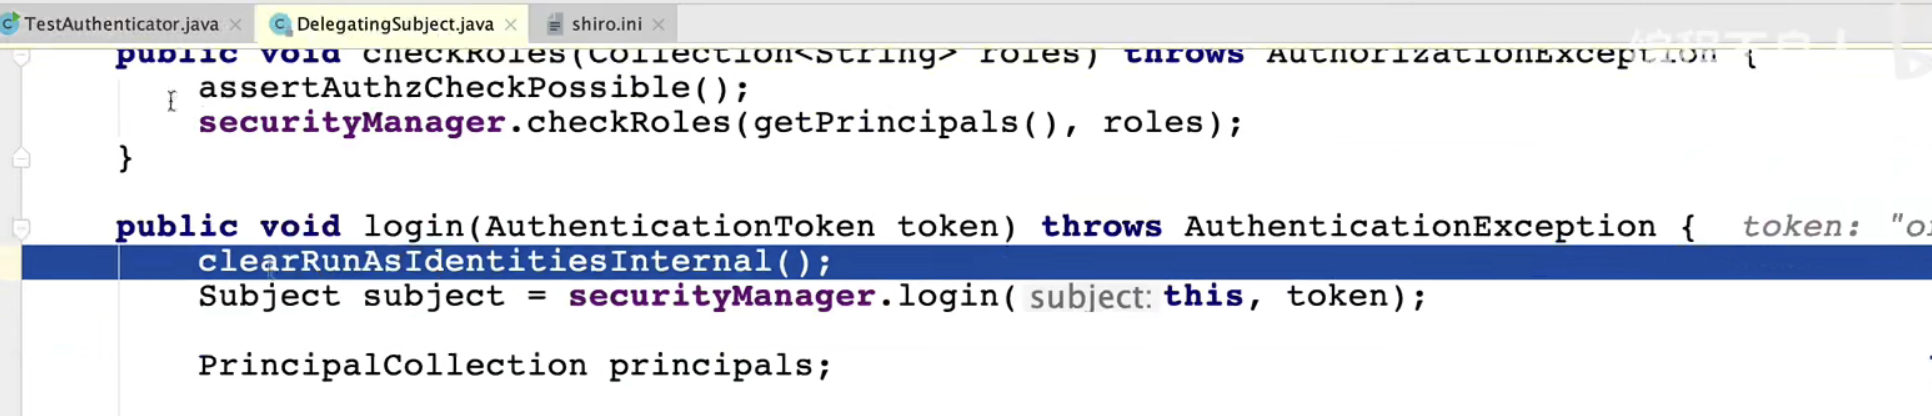 TestAuthenticator.java DelegatingSubject.java shiro.ini
public void checkRoles(Collection<String> roles) throws AuthorizationException {
assertAuthzCheckPossible();
securityManager.checkRoles(getPrincipals(), roles);
}
public void login(AuthenticationToken token) throws AuthenticationException { token:
clearRunAsIdentitiesInternal();
Subject subject = securityManager.login( subject: this, token);
PrincipalCollection principals;